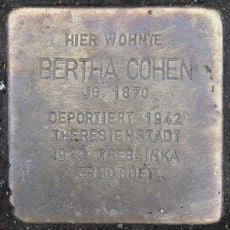 HIER WOHNTE
BERTHA COHEN
JG. 1870
DEPORTIERT 1942
THERESIENSTADT
1942 TREBLINKA
ERMORDET